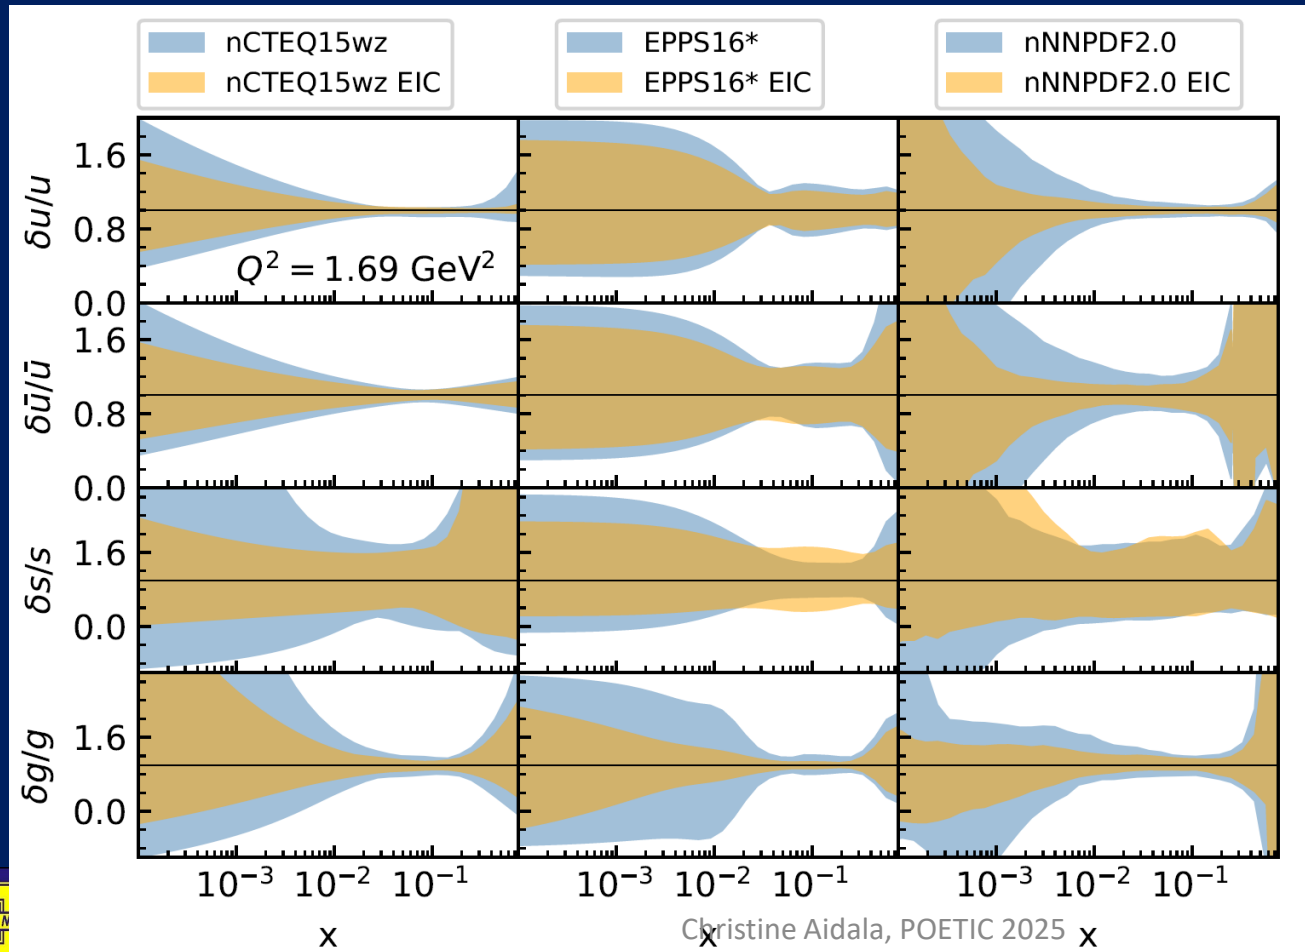 nCTEQ15wz
nCTEQ15wz EIC
EPPS16*
EPPS16* EIC
nNNPDF2.0
nNNPDF2.0 EIC
δu/u
1.6
0.8
0.0
Q² = 1.69 GeV²
δū/ū
1.6
0.8
0.0
δs/s
1.6
0.0
δg/g
1.6
0.0
10⁻³ 10⁻² 10⁻¹
10⁻³ 10⁻² 10⁻¹
10⁻³ 10⁻² 10⁻¹
x
x
x
Christine Aidala, POETIC 2025